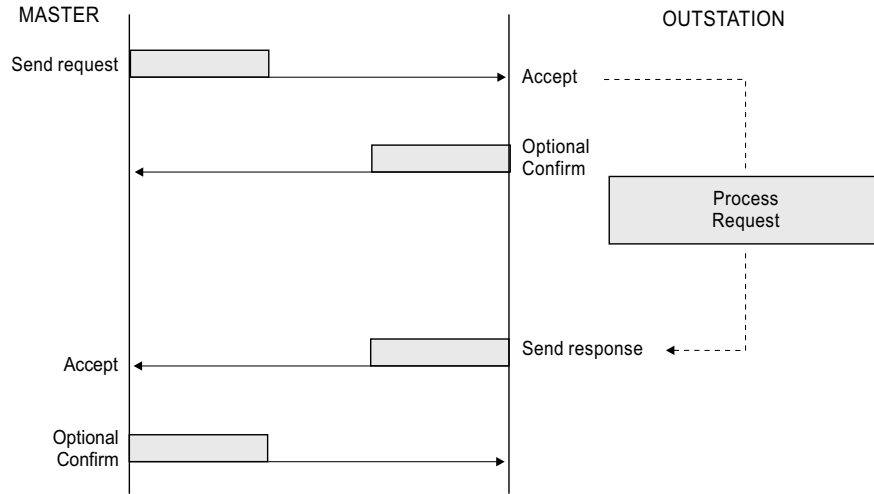 MASTER
OUTSTATION
Send request
Accept
Optional
Confirm
Process
Request
Send response
Accept
Optional
Confirm